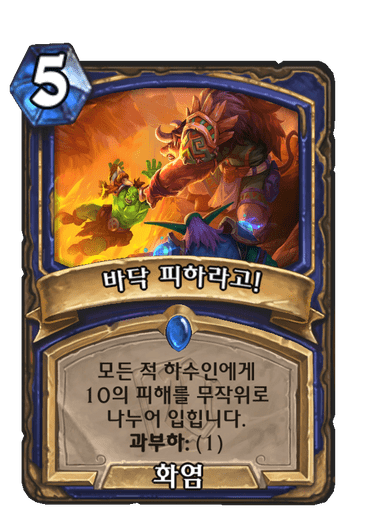 5
바닥 피하라고!
모든 적 하수인에게
10의 피해를 무작위로
나누어 입힙니다.
과부하: (1)
화염